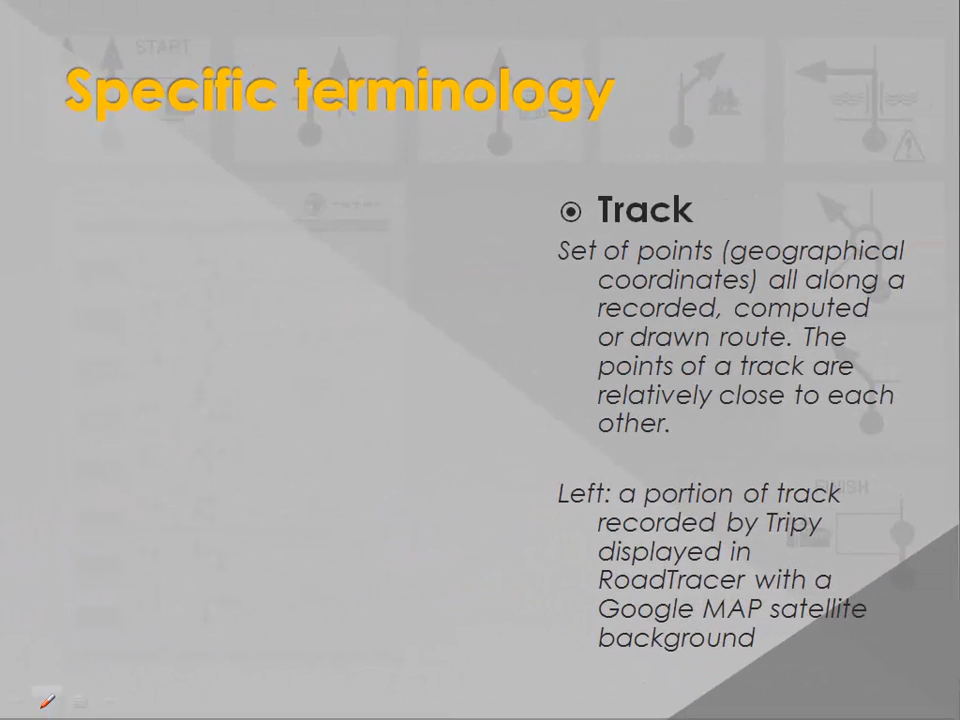 START
Specific terminology
Track
Set of points (geographical
coordinates) all along a
recorded, computed
or drawn route. The
points of a track are
relatively close to each
other.
Left: a portion of track
FINISH
recorded by Tripy
displayed in
RoadTracer with a
Google MAP satellite
background